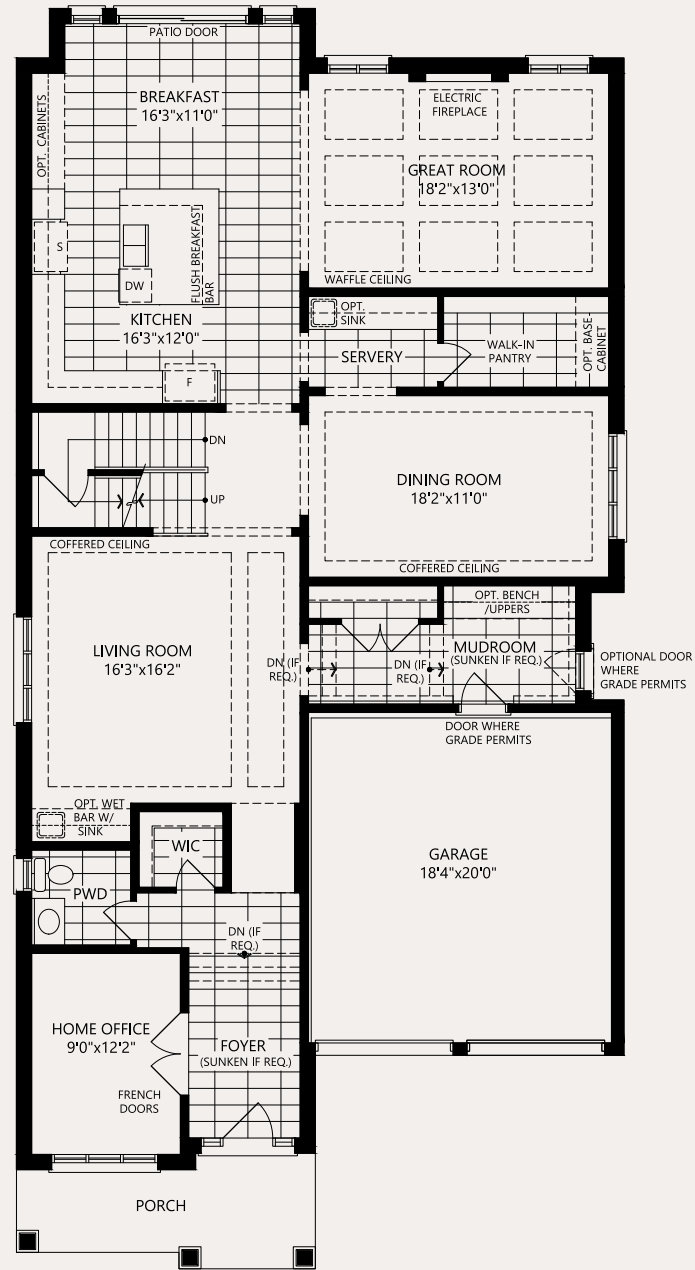 PATIO DOOR
BREAKFAST
16'3"x11'0"
OPT. CABINETS
ELECTRIC
FIREPLACE
GREAT ROOM
18'2"x13'0"
WAFFLE CEILING
S
DW
FLUSH BREAKFAST
BAR
KITCHEN
16'3"x12'0"
F
OPT.
SINK
SERVERY
WALK-IN
PANTRY
OPT. BASE-
CABINET
DN
UP
DINING ROOM
18'2"x11'0"
COFFERED CEILING
COFFERED CEILING
LIVING ROOM
16'3"x16'2"
OPT. BENCH
/UPPERS
MUDROOM
(SUNKEN IF REQ.)
DN (IF
REQ.)
DN (IF
REQ.)
OPTIONAL DOOR
WHERE
GRADE PERMITS
DOOR WHERE
GRADE PERMITS
OPT. WET
BAR W/
SINK
WIC
GARAGE
18'4"x20'0"
PWD
DN (IF
REQ.)
HOME OFFICE
9'0"x12'2"
FOYER
(SUNKEN IF REQ.)
FRENCH
DOORS
PORCH